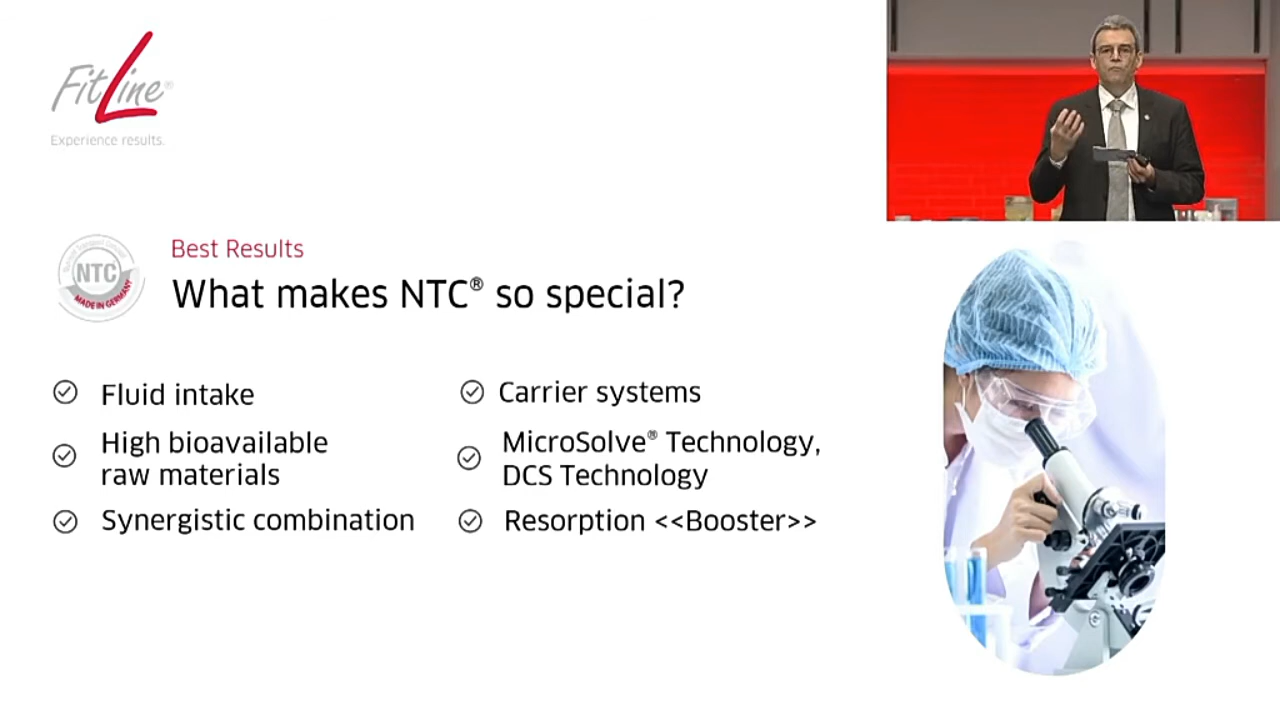 FitLine®
Experience results.
NTC
MADE IN GERMANY
Best Results
What makes NTC® so special?
Fluid intake
High bioavailable
raw materials
Synergistic combination
Carrier systems
MicroSolve® Technology,
DCS Technology
Resorption <<Booster>>